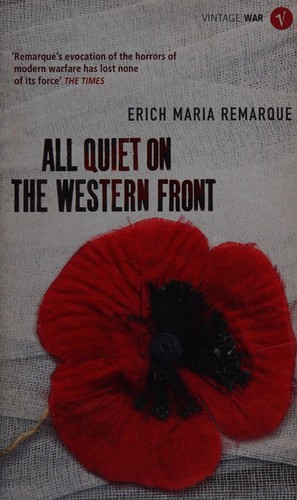 VINTAGE WAR V
'Remarque's evocation of the horrors of
modern warfare has lost none
of its force' THE TIMES
ERICH MARIA REMARQUE
ALL QUIET ON
THE WESTERN FRONT